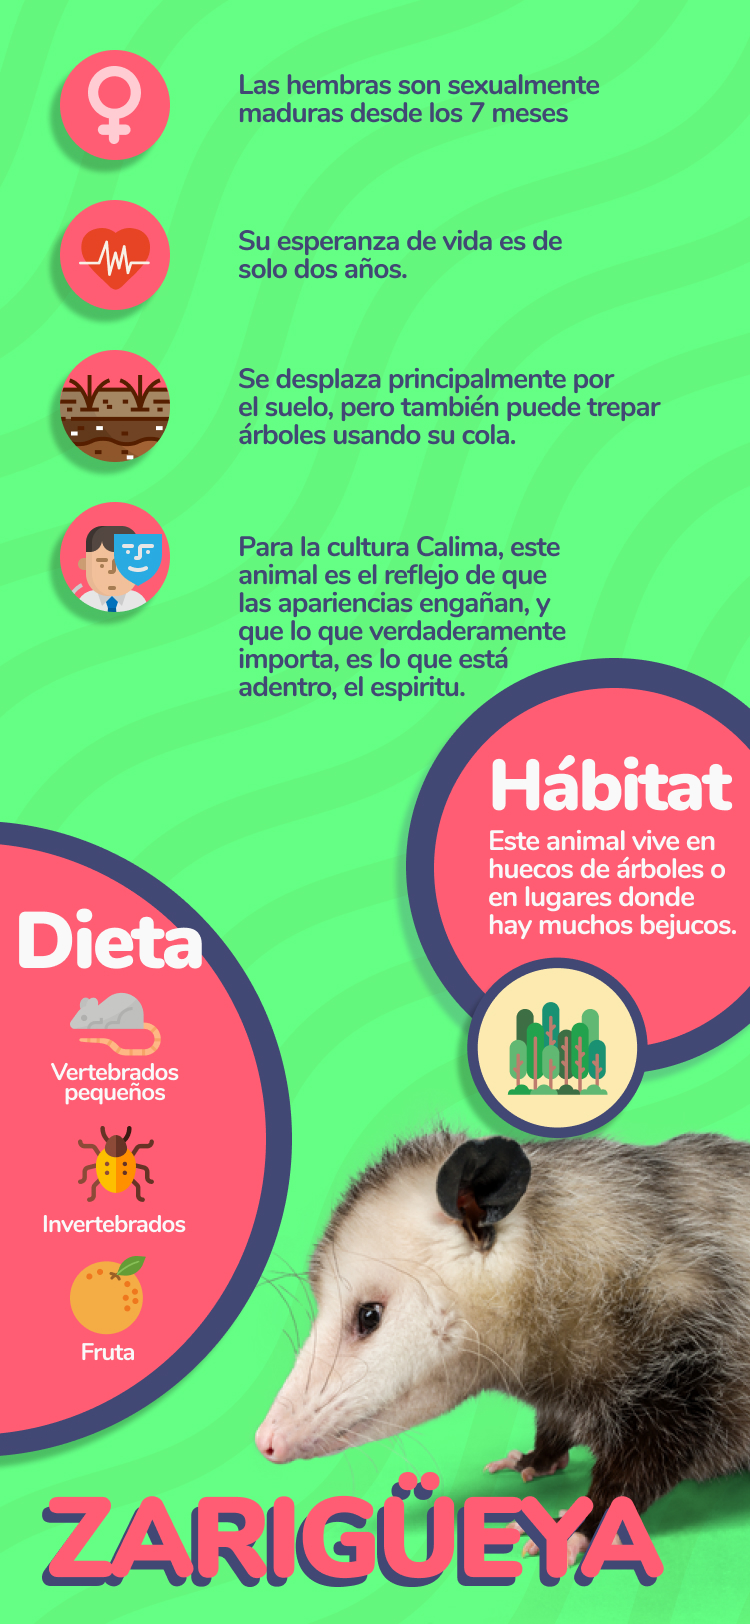 Las hembras son sexualmente
maduras desde los 7 meses
Su esperanza de vida es de
solo dos años.
Se desplaza principalmente por
el suelo, pero también puede trepar
árboles usando su cola.
Para la cultura Calima, este
animal es el reflejo de que
las apariencias engañan, y
que lo que verdaderamente
importa, es lo que está
adentro, el espiritu.
Hábitat
Este animal vive en
huecos de árboles o
en lugares donde
hay muchos bejucos.
Dieta
Vertebrados
pequeños
Invertebrados
Fruta
ZARIGÜEYA